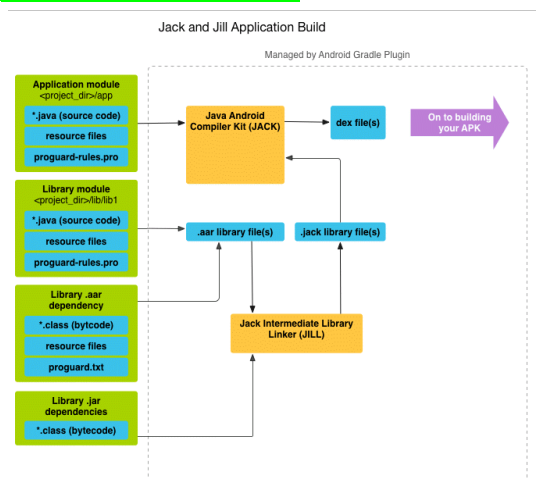 Jack and Jill Application Build
Managed by Android Gradle Plugin
Application module
<project_dir>/app
*.java (source code)
resource files
proguard-rules.pro
Java Android
Compiler Kit (JACK)
dex file(s)
On to building
your APK
Library module
<project_dir>/lib/lib1
*.java (source code)
resource files
proguard-rules.pro
.aar library file(s)
.jack library file(s)
Library .aar
dependency
*.class (bytcode)
resource files
proguard.txt
Jack Intermediate Library
Linker (JILL)
Library .jar
dependencies
*.class (bytecode)